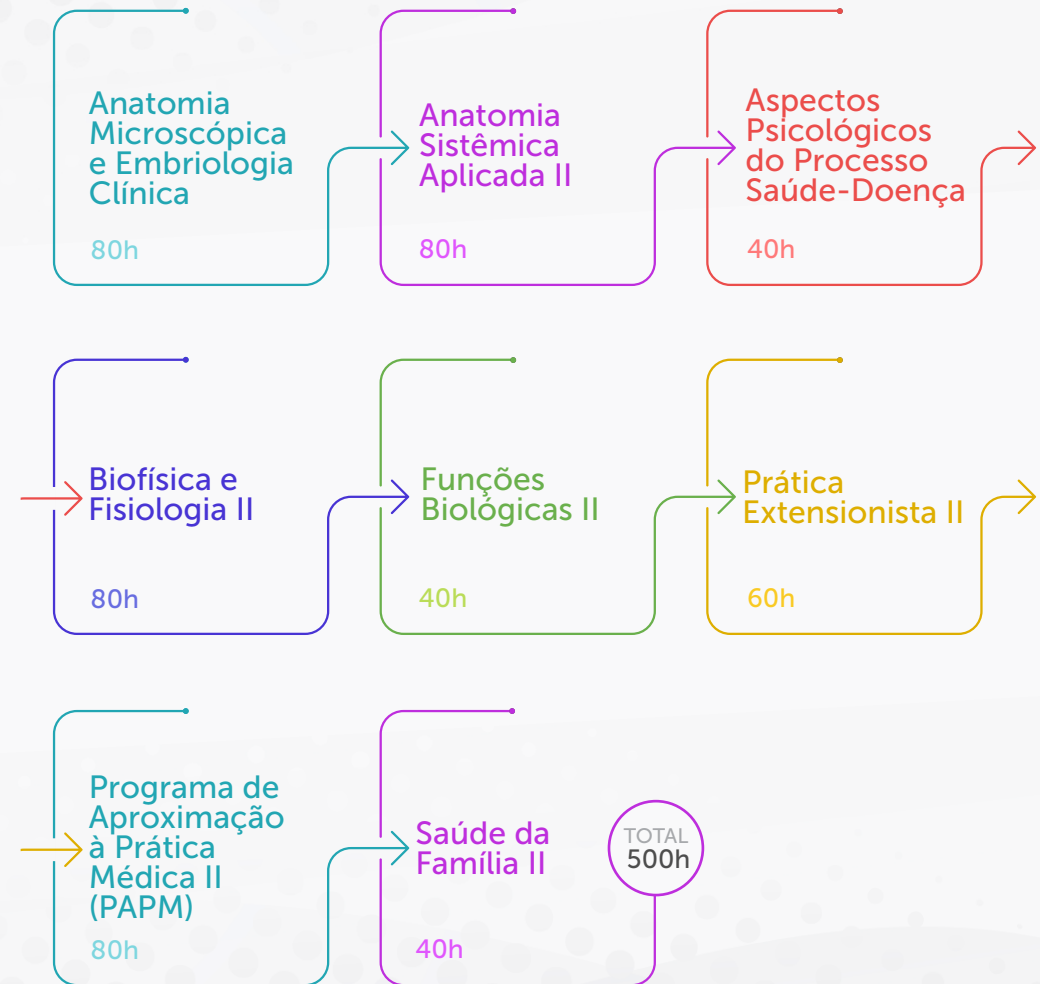 Anatomia
Microscópica
e Embriologia
Clínica
80h
Anatomia
Sistêmica
Aplicada II
80h
Aspectos
Psicológicos
do Processo
Saúde-Doença
40h
Biofísica e
Fisiologia II
80h
Funções
Biológicas II
40h
Prática
Extensionista II
60h
Programa de
Aproximação
à Prática
Médica II
(PAPM)
80h
Saúde da
Família II
40h
TOTAL
500h